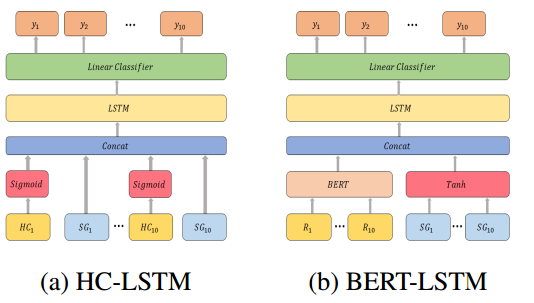 y1 y2 ... y10 y1 y2 ... y10
Linear Classifier Linear Classifier
LSTM LSTM
Concat Concat
Sigmoid Sigmoid BERT Tanh
HC1 SG1 ... HC10 SG10 R1 ... R10 SG1 ... SG10
(a) HC-LSTM (b) BERT-LSTM